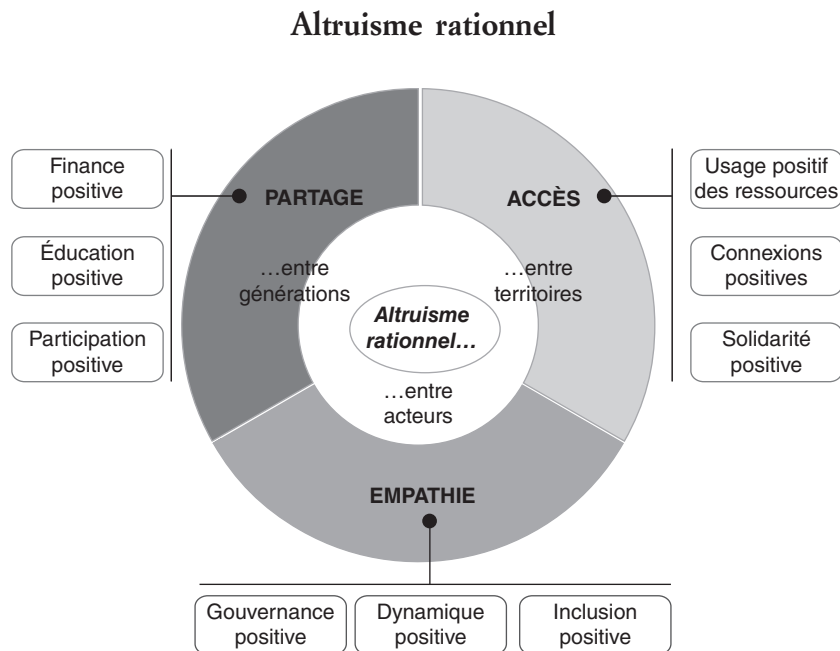 Altruisme rationnel
Finance
positive
Éducation
positive
Participation
positive
PARTAGE
…entre
générations
ACCÈS
…entre
territoires
Usage positif
des ressources
Connexions
positives
Solidarité
positive
Altruisme
rationnel…
…entre
acteurs
EMPATHIE
Gouvernance
positive
Dynamique
positive
Inclusion
positive